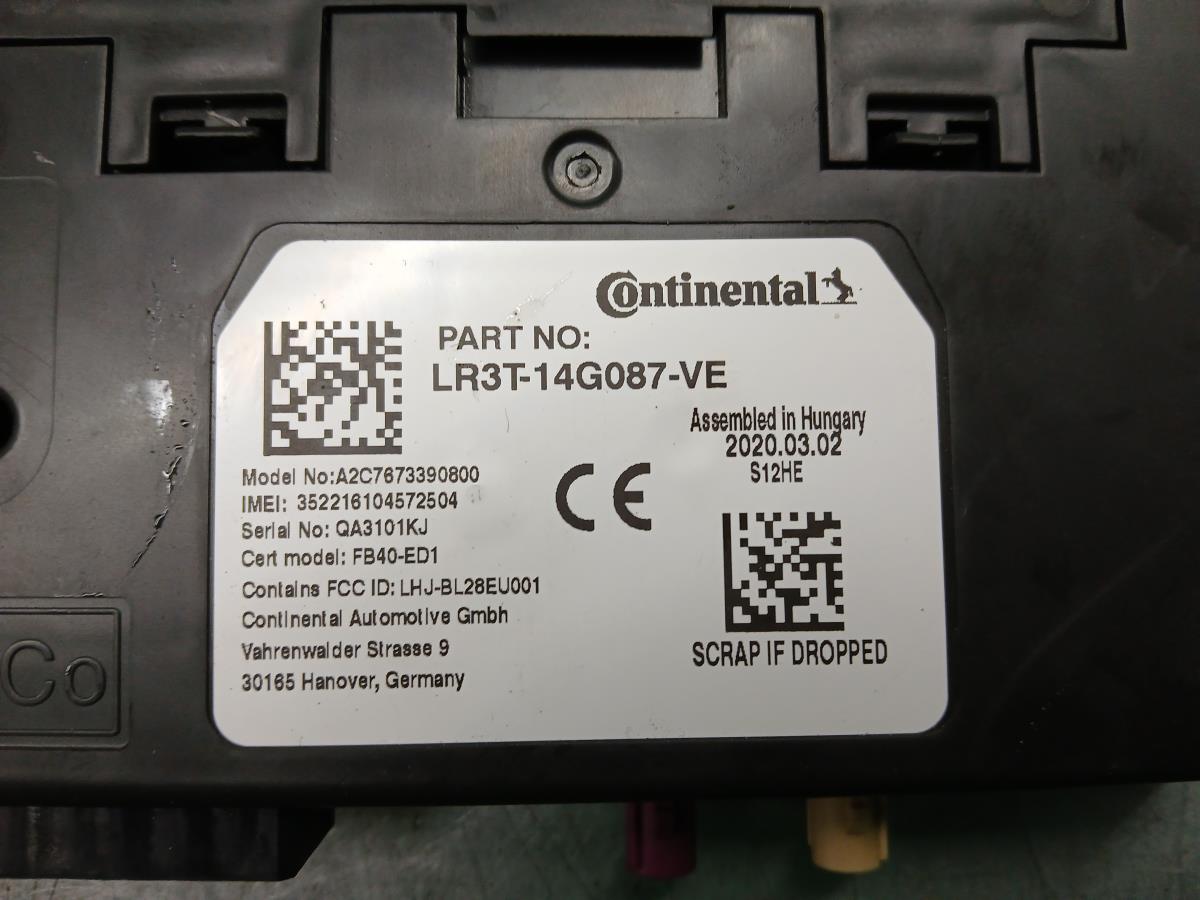 Continental
PART NO:
LR3T-14G087-VE
Assembled in Hungary
2020.03.02
S12HE
Model No:A2C7673390800
IMEI: 352216104572504
Serial No: QA3101KJ
Cert model: FB40-ED1
Contains FCC ID: LHJ-BL28EU001
Continental Automotive Gmbh
Vahrenwalder Strasse 9
30165 Hanover, Germany
CE
SCRAP IF DROPPED
Co